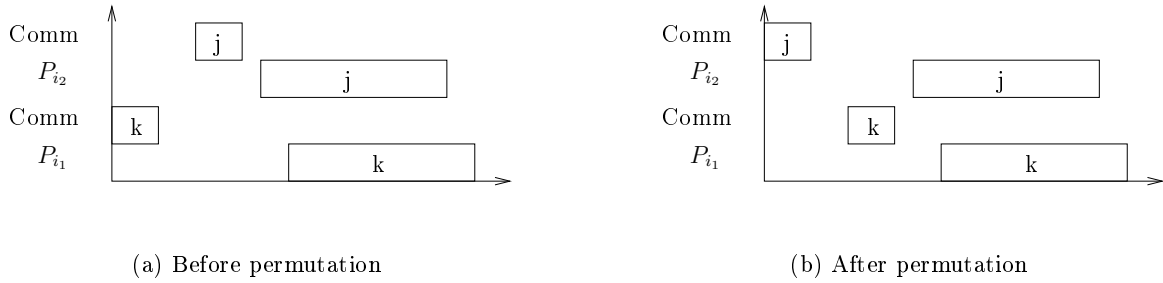 Comm
j
P_{i_2}
j
Comm
k
P_{i_1}
k
(a) Before permutation
Comm
j
P_{i_2}
j
Comm
k
P_{i_1}
k
(b) After permutation